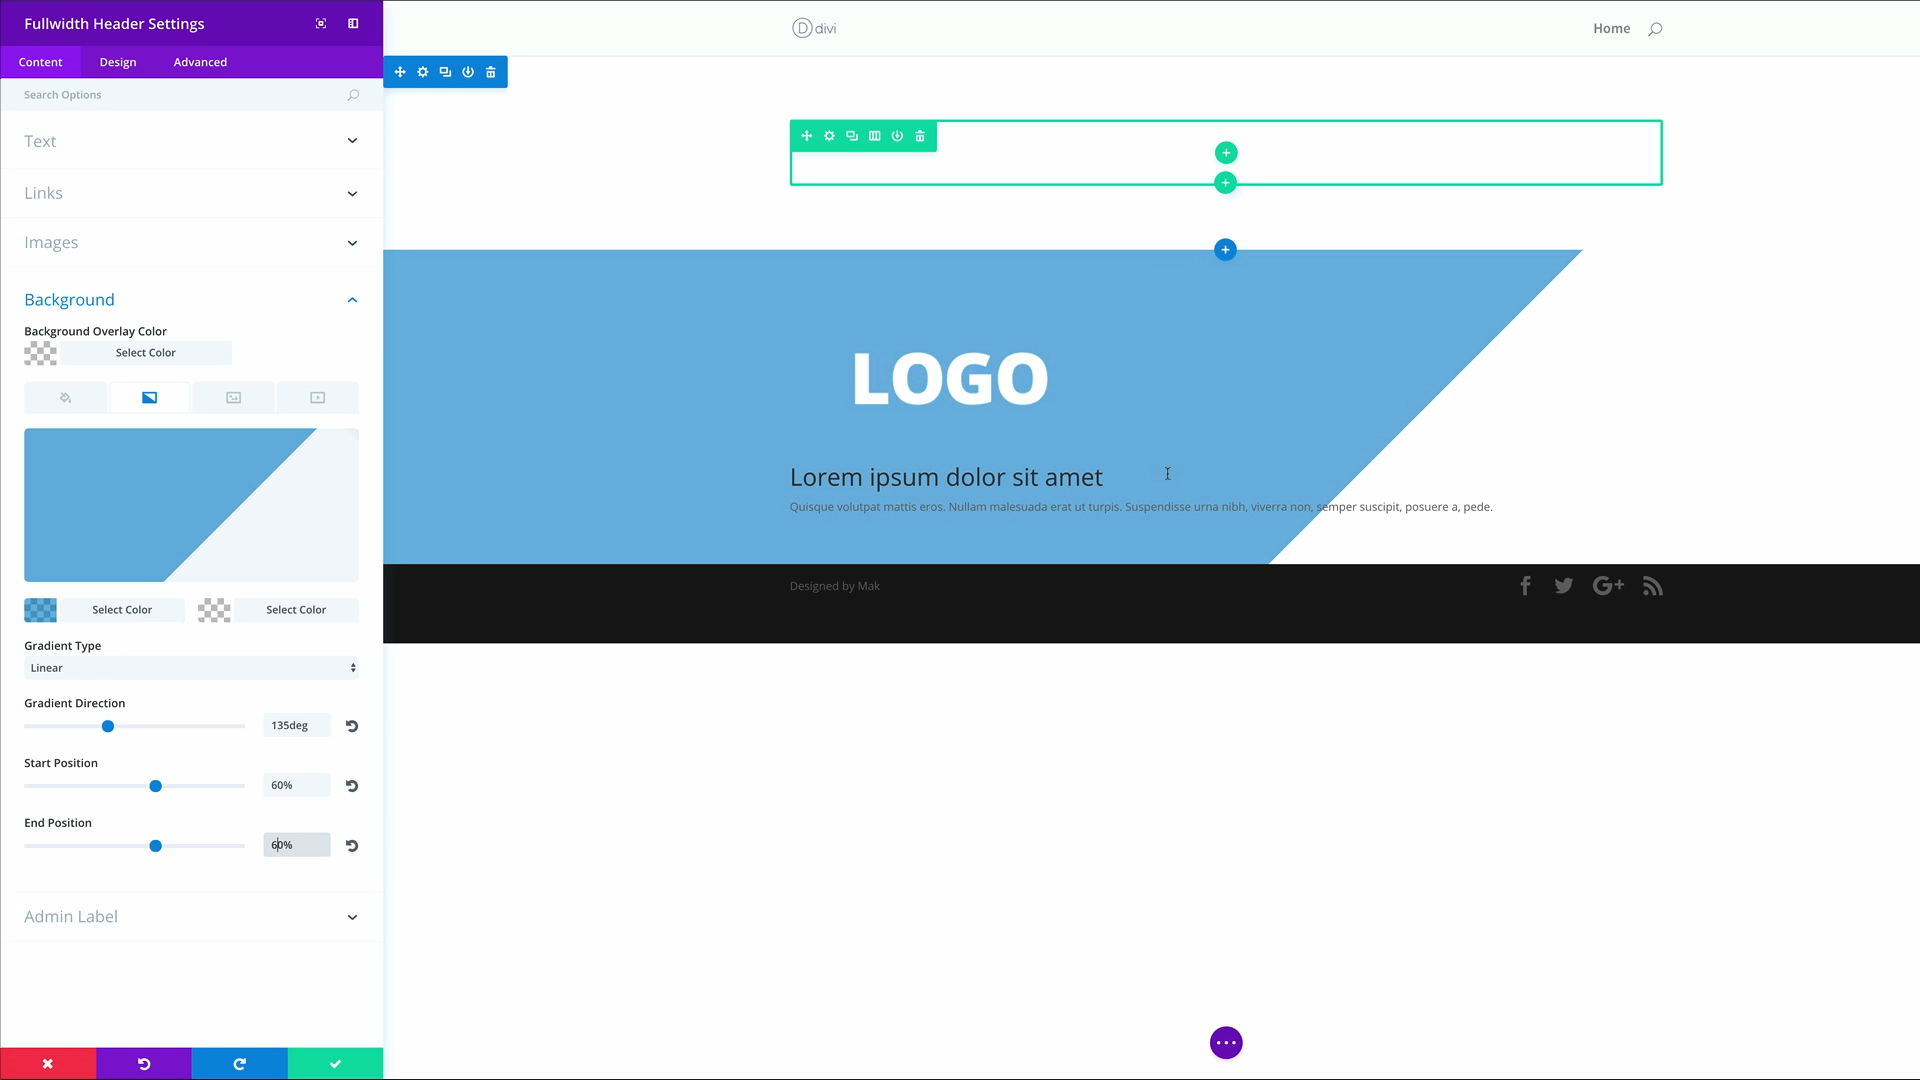 Fullwidth Header Settings
Content Design Advanced
Search Options
Text
Links
Images
Background
Background Overlay Color
Select Color
Select Color Select Color
Gradient Type
Linear
Gradient Direction
135deg
Start Position
60%
End Position
60%
Admin Label
divi
Home
LOGO
Lorem ipsum dolor sit amet
Quisque volutpat mattis eros. Nullam malesuada erat ut turpis. Suspendisse urna nibh, viverra non, semper suscipit, posuere a, pede.
Designed by Mak